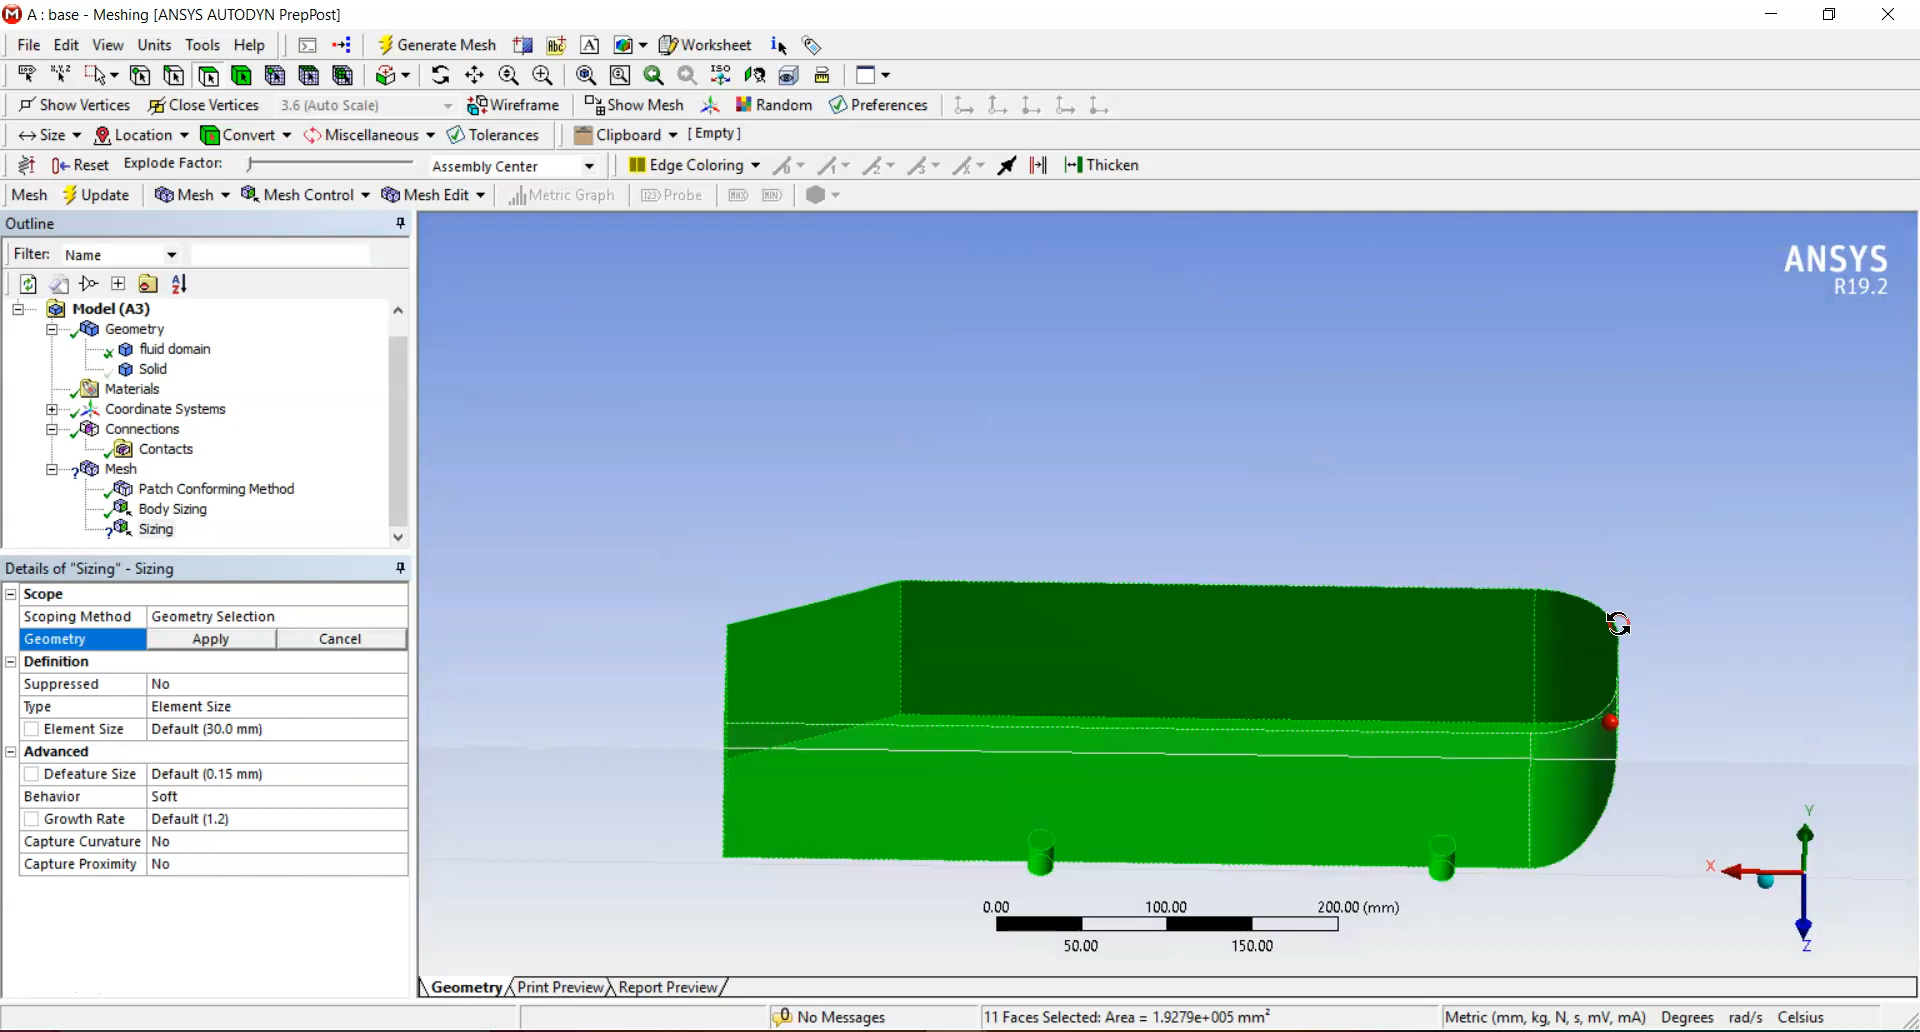 A : base - Meshing [ANSYS AUTODYN PrepPost]
File Edit View Units Tools Help Generate Mesh Abc A Worksheet i
ISO
Show Vertices Close Vertices 3.6 (Auto Scale) Wireframe Show Mesh Random Preferences
Size Location Convert Miscellaneous Tolerances Clipboard [ Empty ]
Reset Explode Factor: Assembly Center Edge Coloring Thicken
Mesh Update Mesh Mesh Control Mesh Edit Metric Graph Probe MAX MIN
Outline
Filter: Name
Model (A3)
Geometry
fluid domain
Solid
Materials
Coordinate Systems
Connections
Contacts
Mesh
Patch Conforming Method
Body Sizing
Sizing
Details of "Sizing" - Sizing
Scope
Scoping Method Geometry Selection
Geometry Apply Cancel
Definition
Suppressed No
Type Element Size
Element Size Default (30.0 mm)
Advanced
Defeature Size Default (0.15 mm)
Behavior Soft
Growth Rate Default (1.2)
Capture Curvature No
Capture Proximity No
ANSYS
R19.2
Y
X
Z
0.00 100.00 200.00 (mm)
50.00 150.00
Geometry Print Preview Report Preview
No Messages 11 Faces Selected: Area = 1.9279e+005 mm² Metric (mm, kg, N, s, mV, mA) Degrees rad/s Celsius